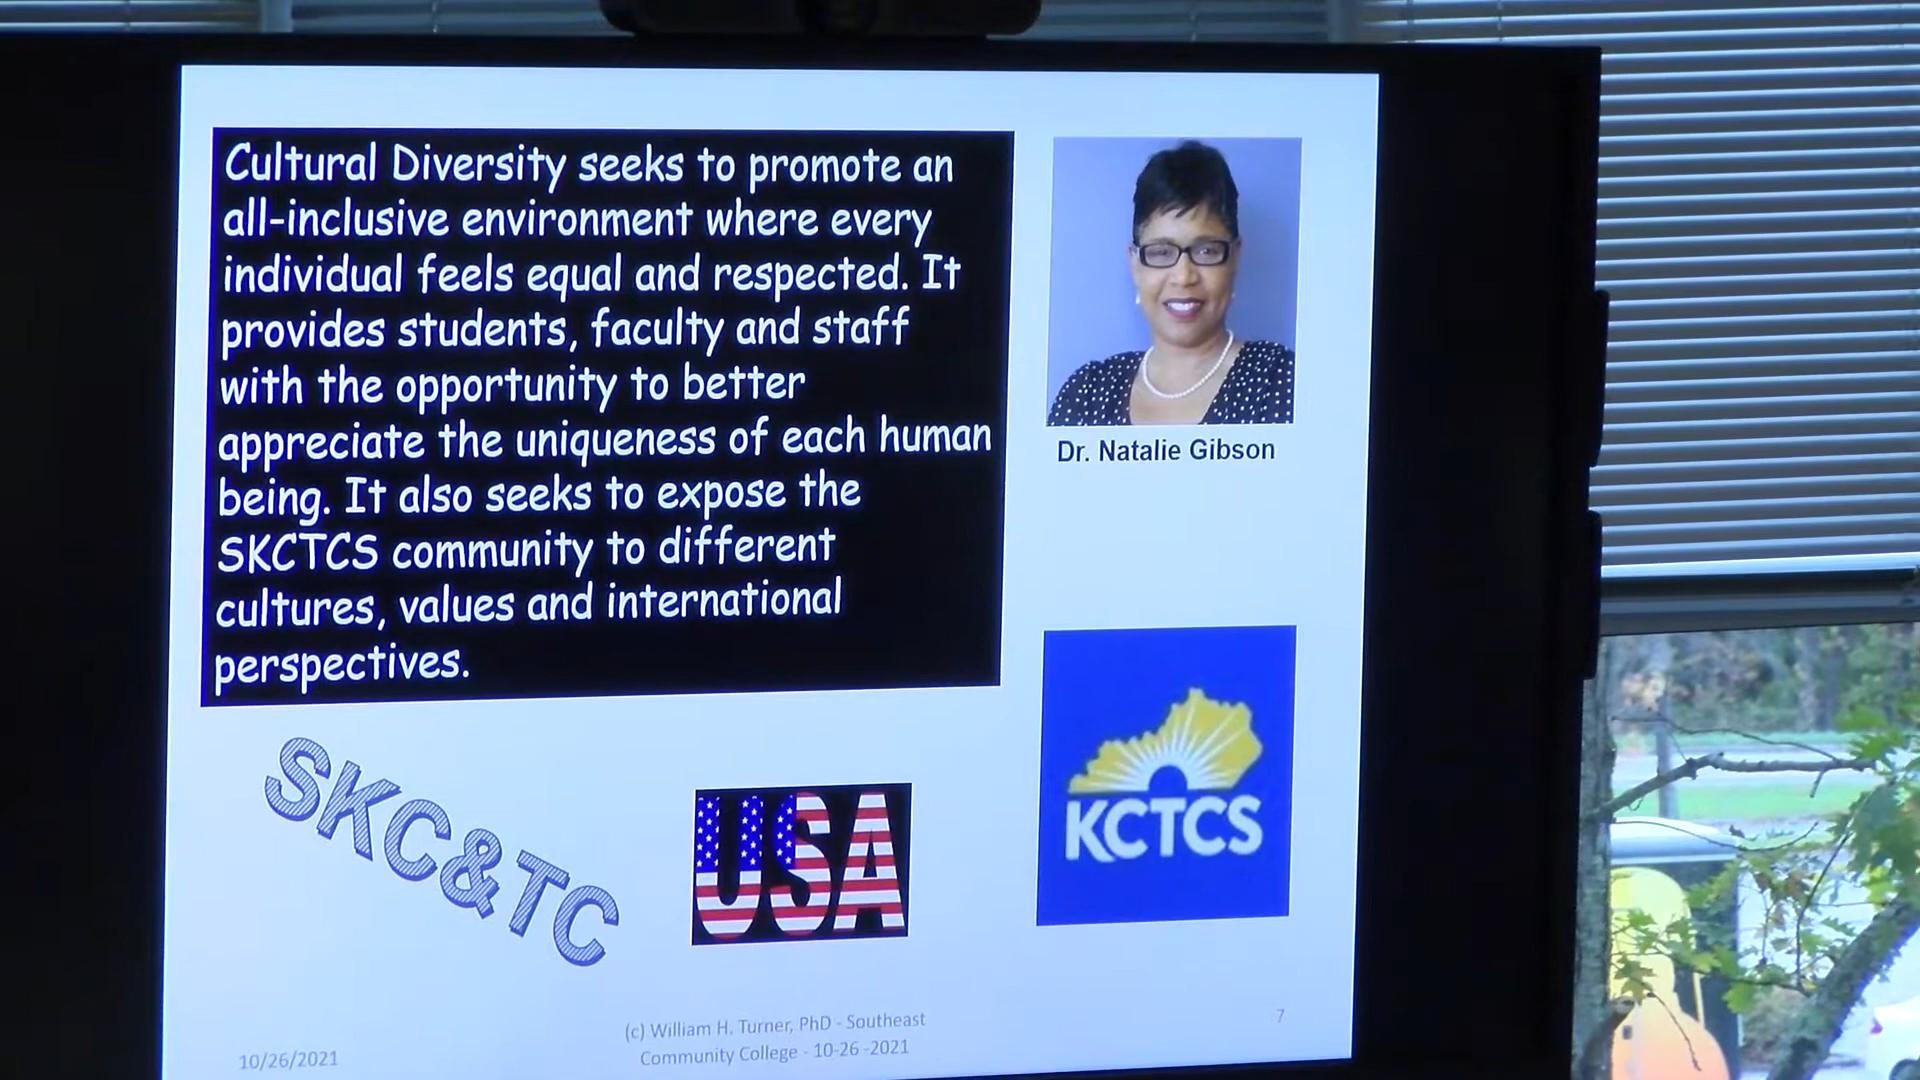 Cultural Diversity seeks to promote an
all-inclusive environment where every
individual feels equal and respected. It
provides students, faculty and staff
with the opportunity to better
appreciate the uniqueness of each human
being. It also seeks to expose the
SKCTCS community to different
cultures, values and international
perspectives.
Dr. Natalie Gibson
SKC&TC
USA
KCTCS
(c) William H. Turner, PhD - Southeast
Community College - 10-26 -2021
10/26/2021
7